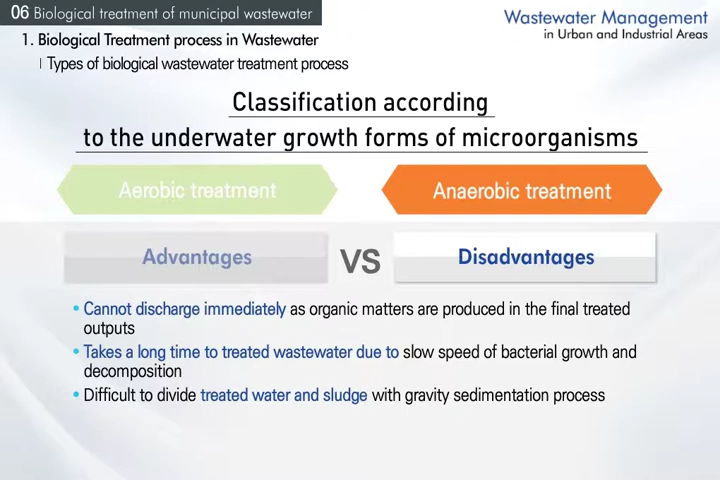 06 Biological treatment of municipal wastewater
Wastewater Management
in Urban and Industrial Areas
1. Biological Treatment process in Wastewater
| Types of biological wastewater treatment process
Classification according
to the underwater growth forms of microorganisms
Aerobic treatment
Anaerobic treatment
Advantages
VS
Disadvantages
• Cannot discharge immediately as organic matters are produced in the final treated
outputs
• Takes a long time to treated wastewater due to slow speed of bacterial growth and
decomposition
• Difficult to divide treated water and sludge with gravity sedimentation process